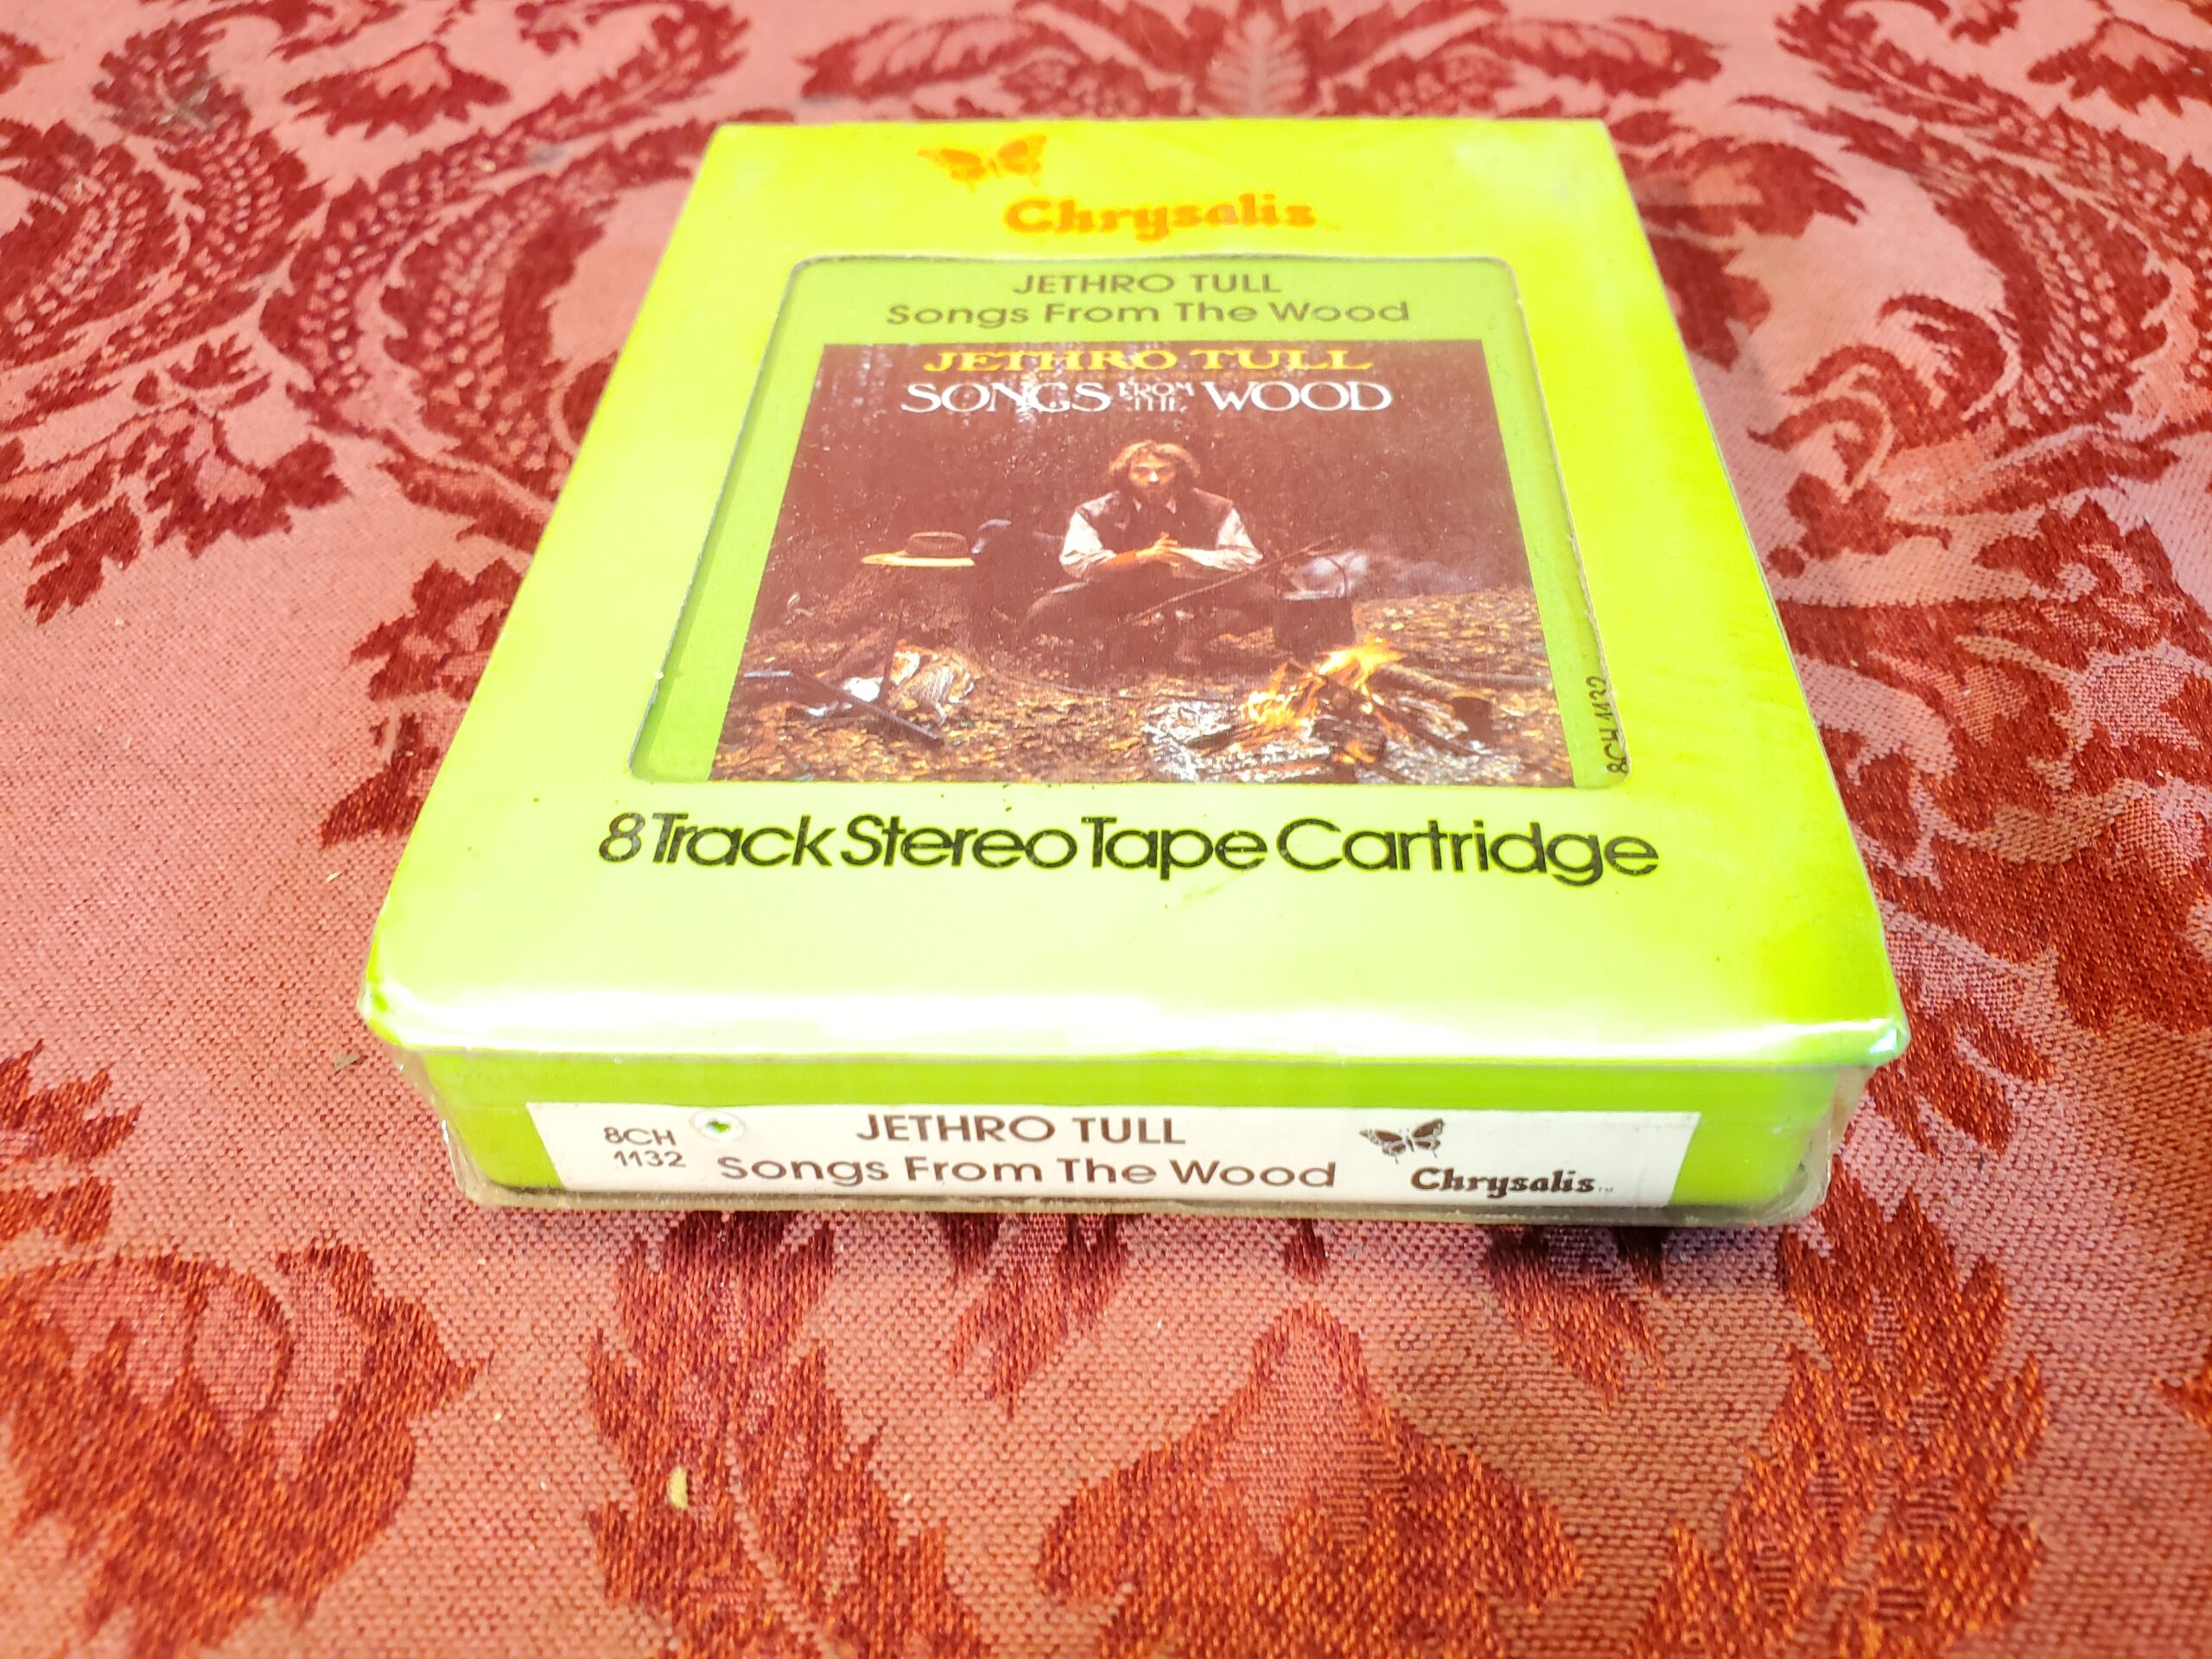 Chrysalis
JETHRO TULL
Songs From The Wood
JETHRO TULL
SONGS FROM THE WOOD
8CH 1132
8 Track Stereo Tape Cartridge
8CH
1132
JETHRO TULL
Songs From The Wood
Chrysalis™